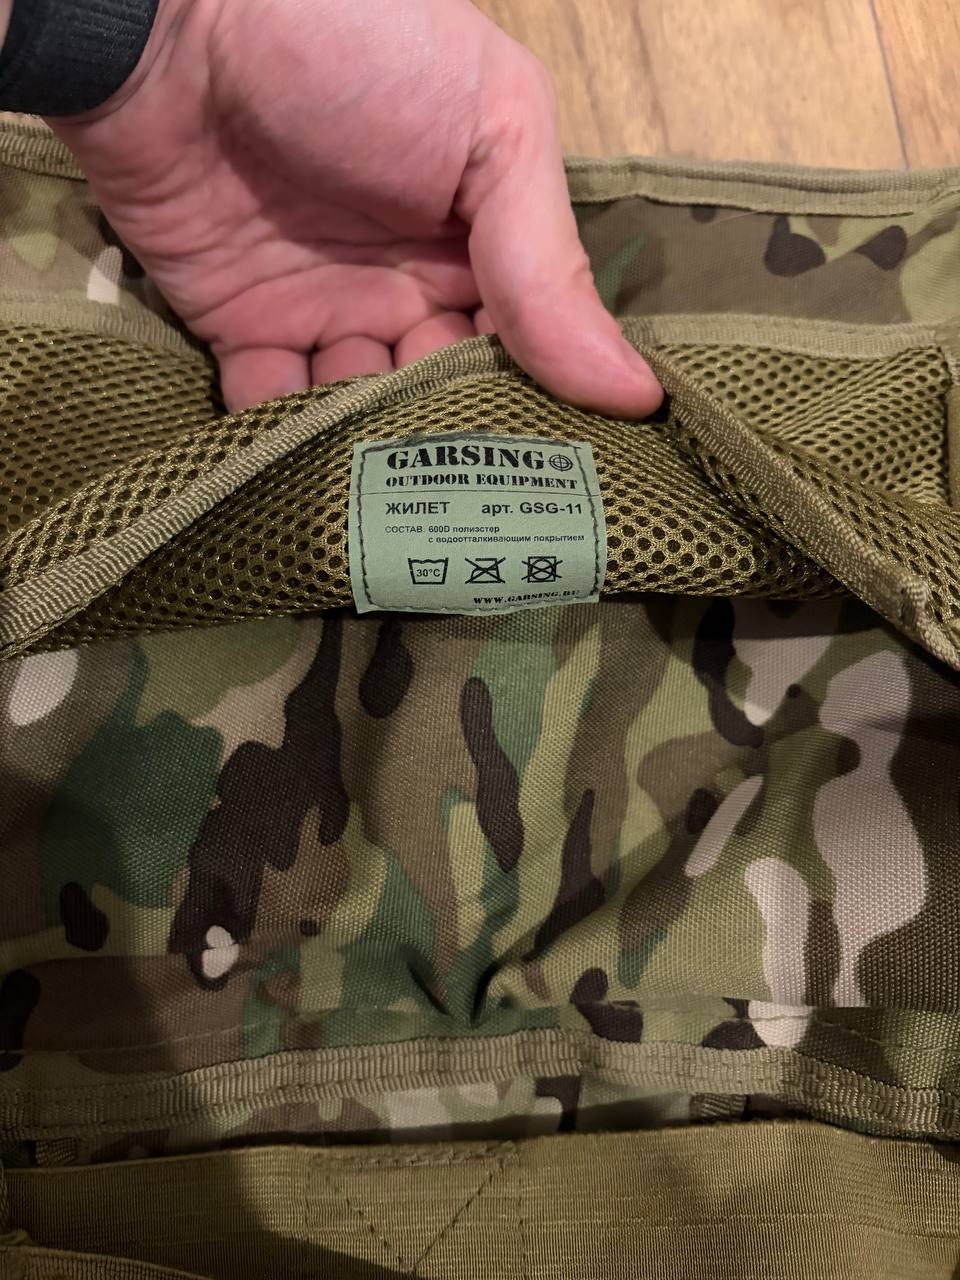 GARSING
OUTDOOR EQUIPMENT
ЖИЛЕТ арт. GSG-11
СОСТАВ: 600D полиэстер
с водоотталкивающим покрытием
30°C
WWW.GARSING.RU